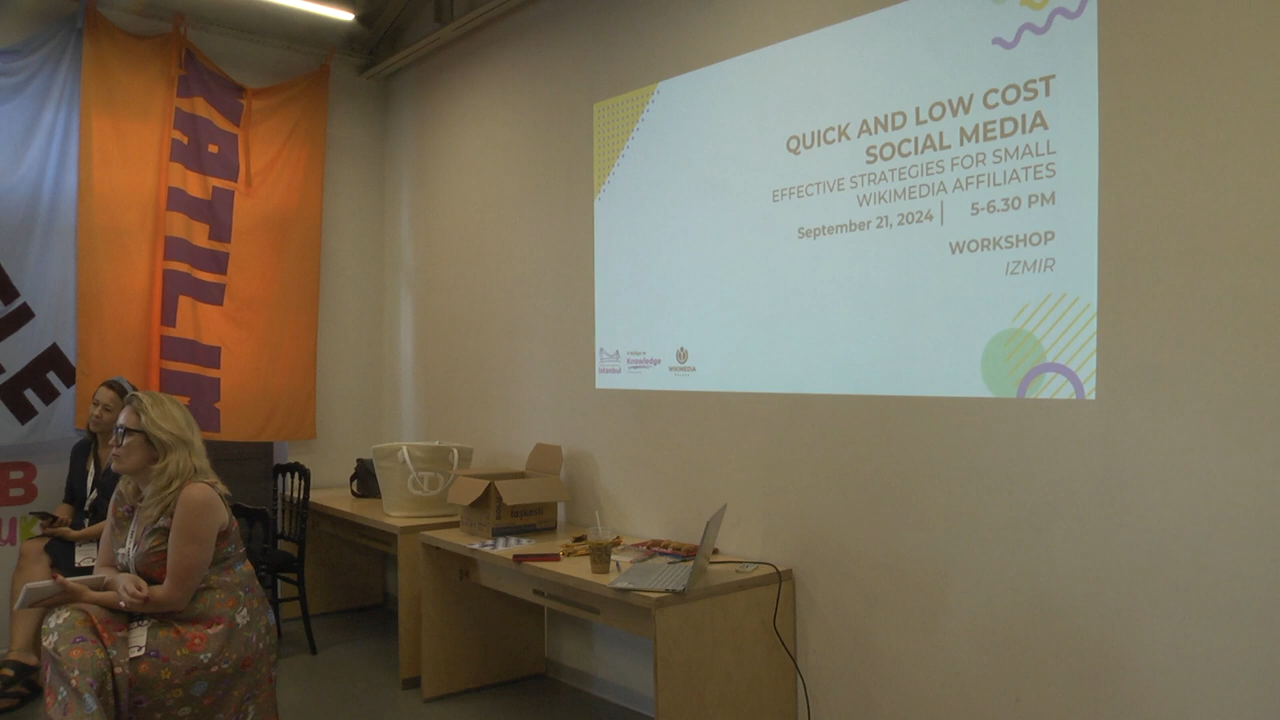 KATILIM
QUICK AND LOW COST
SOCIAL MEDIA
EFFECTIVE STRATEGIES FOR SMALL
WIKIMEDIA AFFILIATES
September 21, 2024 | 5-6.30 PM
WORKSHOP
IZMIR
istanbul
Knowledge
WIKIMEDIA
B